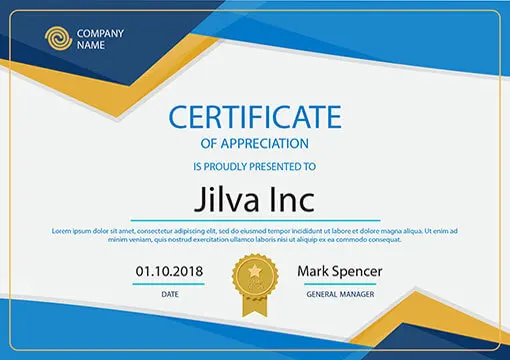 COMPANY
NAME
CERTIFICATE
OF APPRECIATION
IS PROUDLY PRESENTED TO
Jilva Inc
Lorem ipsum dolor sit amet, consectetur adipiscing elit, sed do eiusmod tempor incididunt ut labore et dolore magna aliqua. Ut enim ad
minim veniam, quis nostrud exercitation ullamco laboris nisi ut aliquip ex ea commodo consequat.
01.10.2018
Mark Spencer
DATE
GENERAL MANAGER